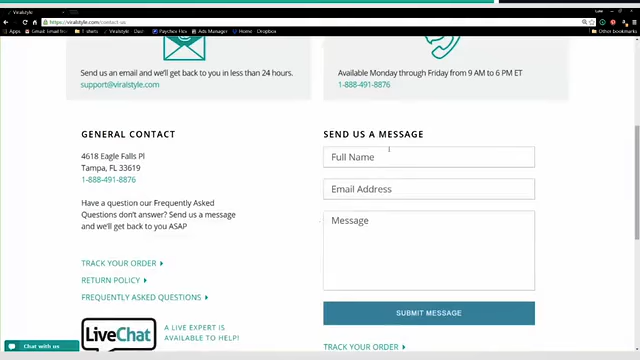 Viralstyle
https://viralstyle.com/contact-us
Apps
T shirts
Viralstyle
Paychex Flex
Ads Manager
Home
Dropbox
Other bookmarks
Send us an email and we'll get back to you in less than 24 hours.
support@viralstyle.com
Available Monday through Friday from 9 AM to 6 PM ET
1-888-491-8876
GENERAL CONTACT
4618 Eagle Falls Pl
Tampa, FL 33619
1-888-491-8876
Have a question our Frequently Asked
Questions don't answer? Send us a message
and we'll get back to you ASAP
TRACK YOUR ORDER
RETURN POLICY
FREQUENTLY ASKED QUESTIONS
LiveChat
A LIVE EXPERT IS
AVAILABLE TO HELP!
SEND US A MESSAGE
Full Name
Email Address
Message
SUBMIT MESSAGE
TRACK YOUR ORDER
Chat with us